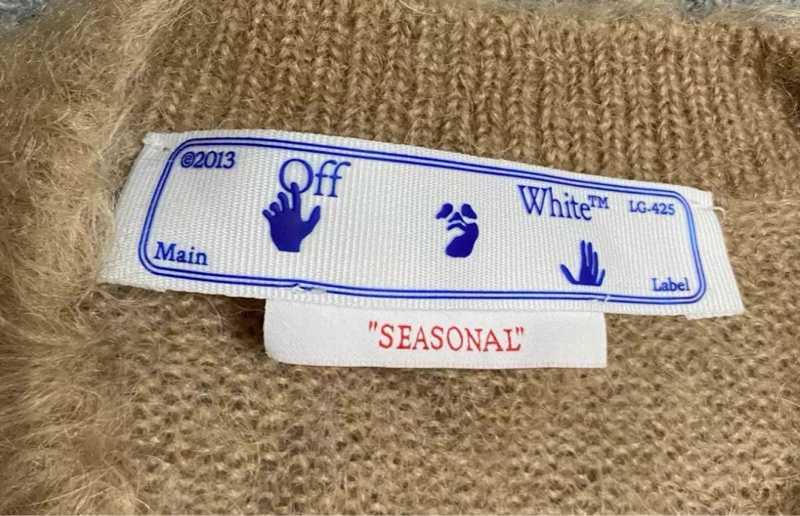 ©2013
Off
White™
LG-425
Main
Label
"SEASONAL"